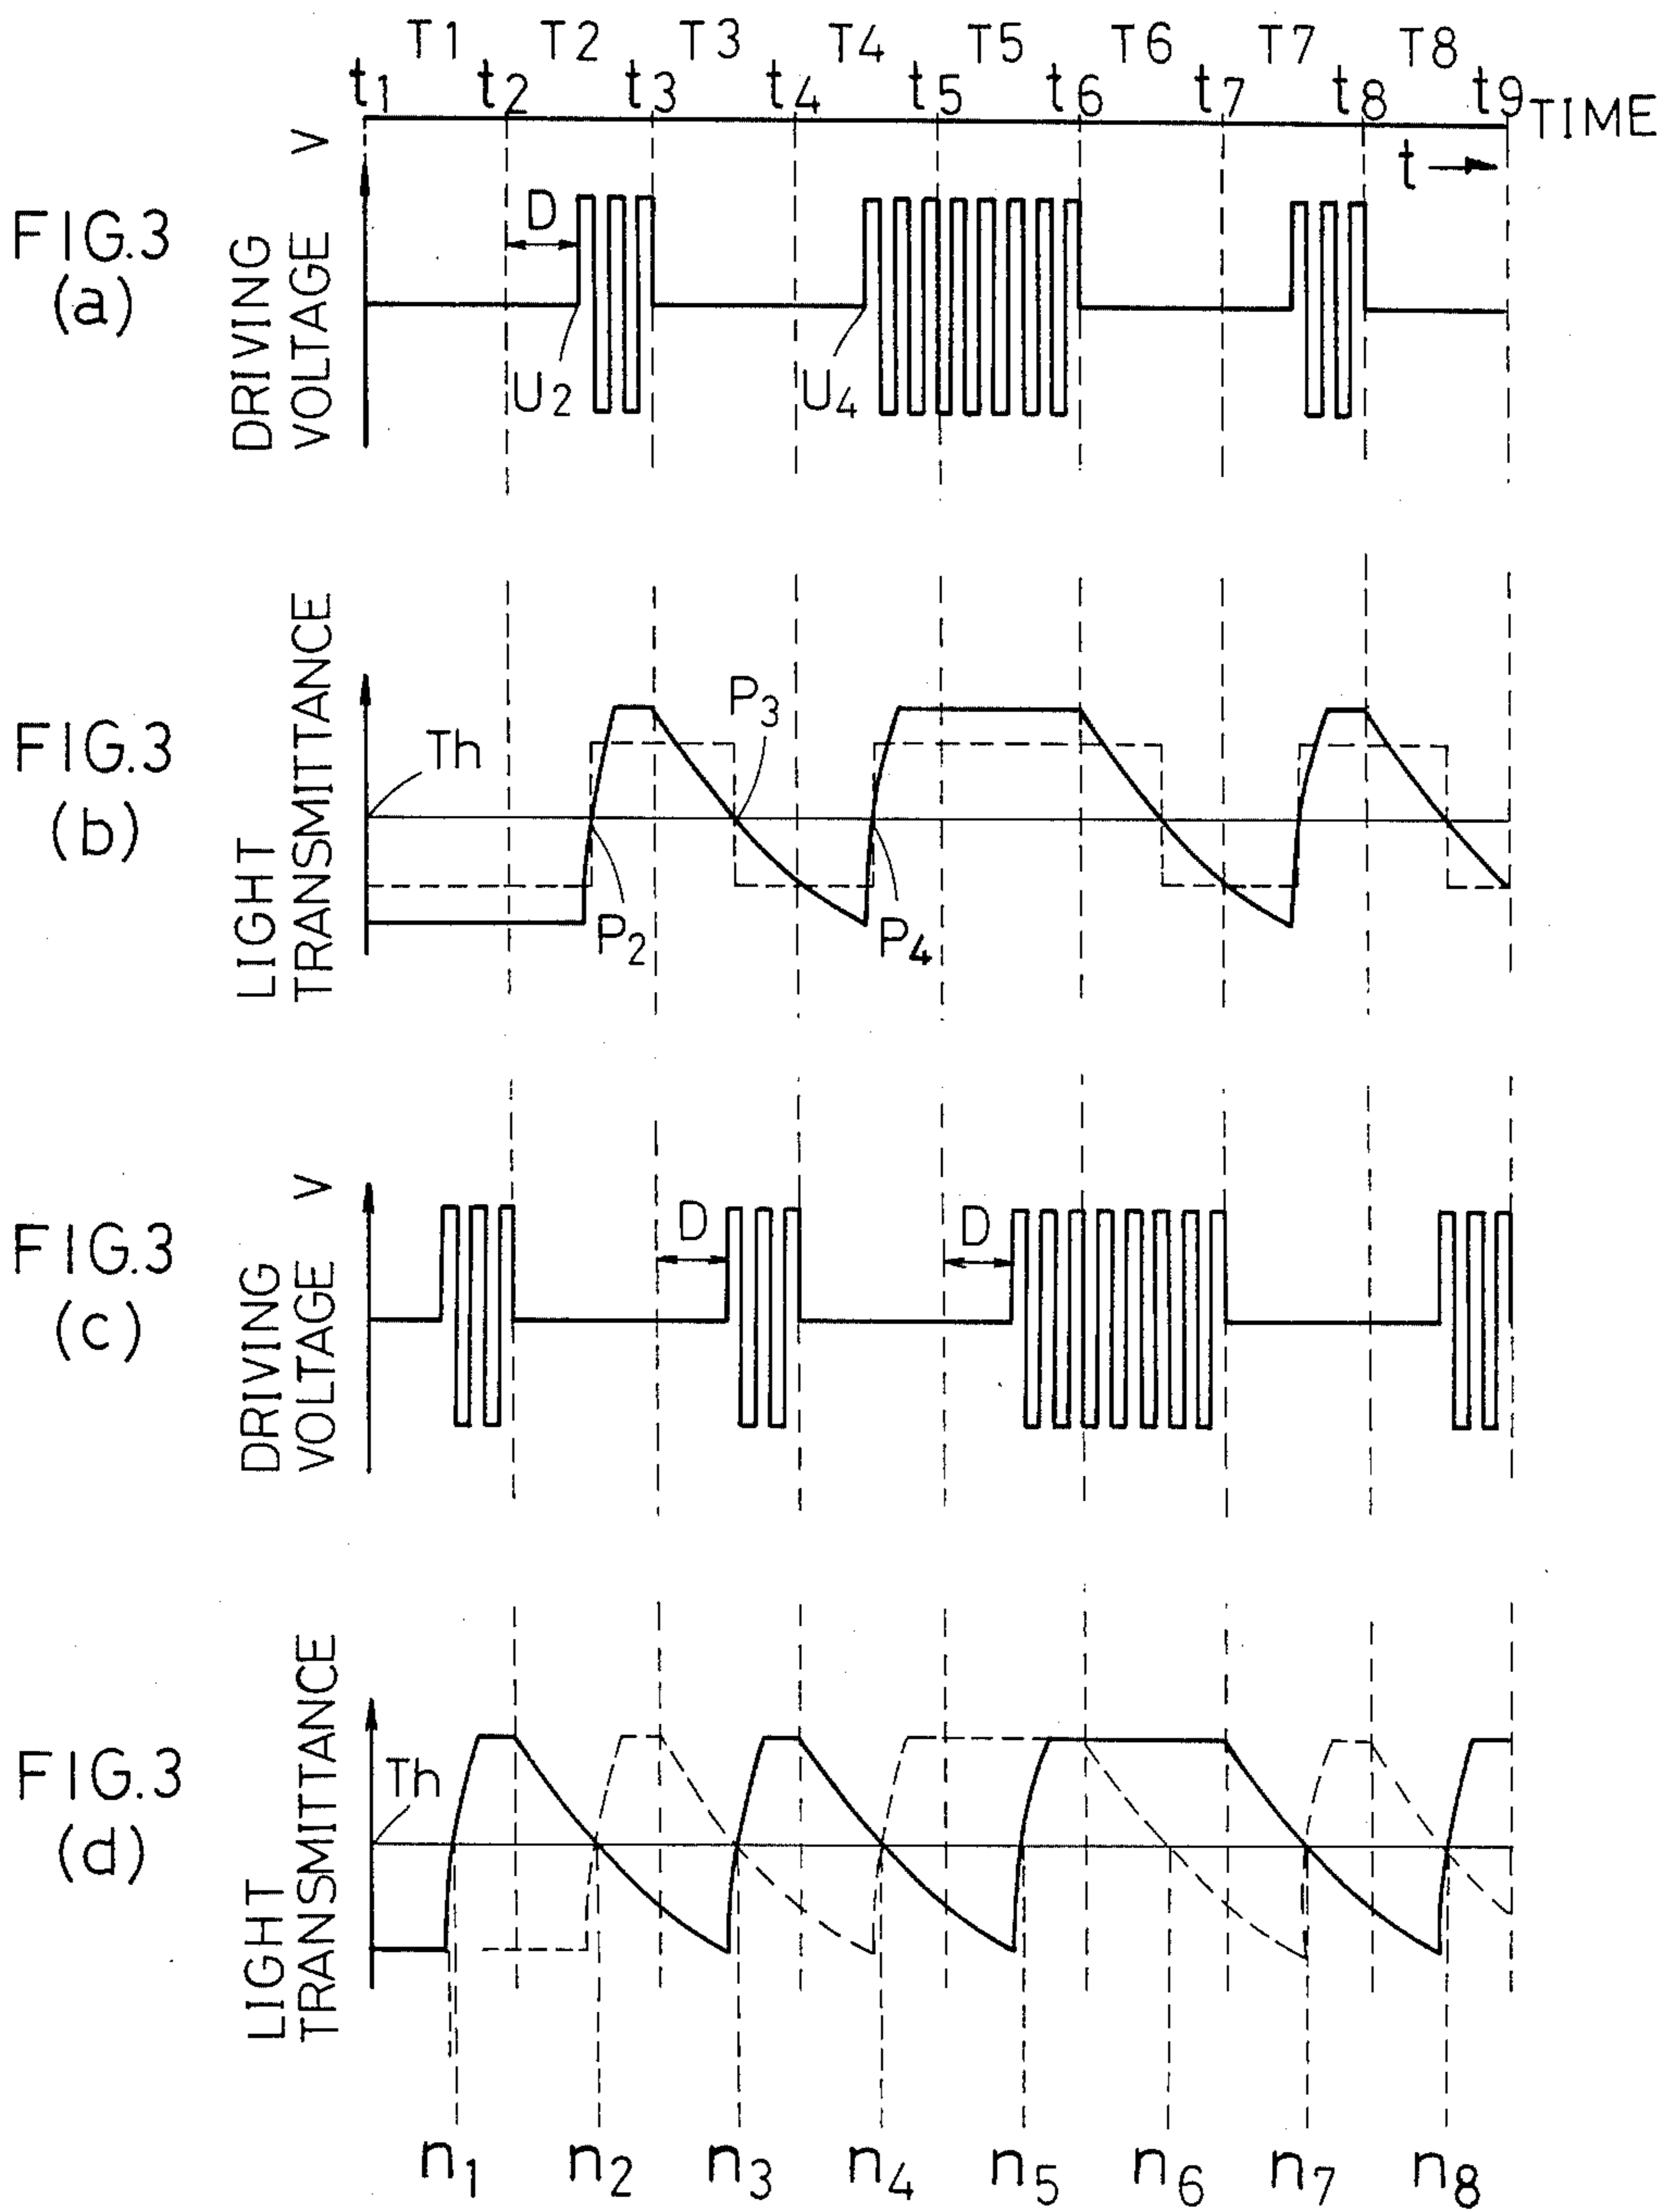 T1 T2 T3 T4 T5 T6 T7 T8
t1 t2 t3 t4 t5 t6 t7 t8 t9 TIME
t
FIG.3
(a)
DRIVING
VOLTAGE V
D
U2
U4
FIG.3
(b)
LIGHT
TRANSMITTANCE
Th
P3
P2
P4
FIG.3
(c)
DRIVING
VOLTAGE V
D
D
FIG.3
(d)
LIGHT
TRANSMITTANCE
Th
n1 n2 n3 n4 n5 n6 n7 n8